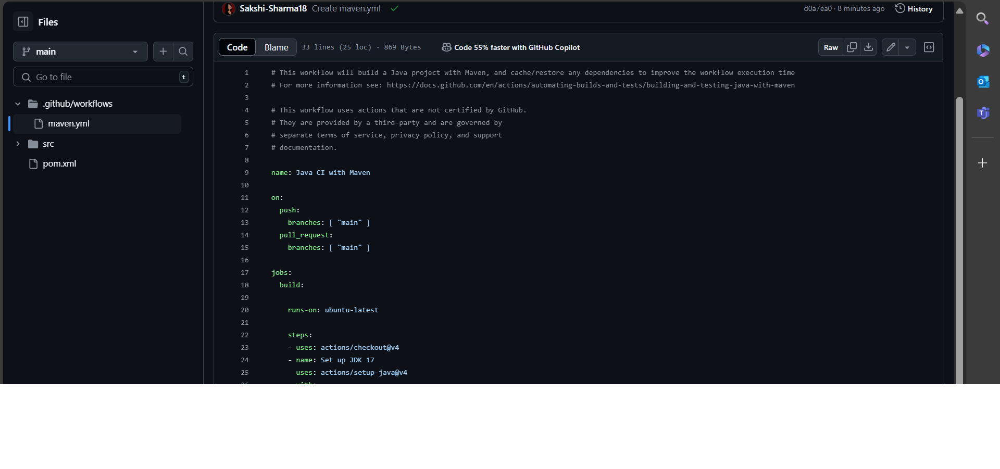 Files
main
Go to file
t
.github/workflows
maven.yml
src
pom.xml
Sakshi-Sharma18 Create maven.yml
d0a7ea0 · 8 minutes ago
History
Code
Blame
33 lines (25 loc) · 869 Bytes
Code 55% faster with GitHub Copilot
Raw
1 # This workflow will build a Java project with Maven, and cache/restore any dependencies to improve the workflow execution time
2 # For more information see: https://docs.github.com/en/actions/automating-builds-and-tests/building-and-testing-java-with-maven
3
4 # This workflow uses actions that are not certified by GitHub.
5 # They are provided by a third-party and are governed by
6 # separate terms of service, privacy policy, and support
7 # documentation.
8
9 name: Java CI with Maven
10
11 on:
12 push:
13 branches: [ "main" ]
14 pull_request:
15 branches: [ "main" ]
16
17 jobs:
18 build:
19
20 runs-on: ubuntu-latest
21
22 steps:
23 - uses: actions/checkout@v4
24 - name: Set up JDK 17
25 uses: actions/setup-java@v4
26 with: